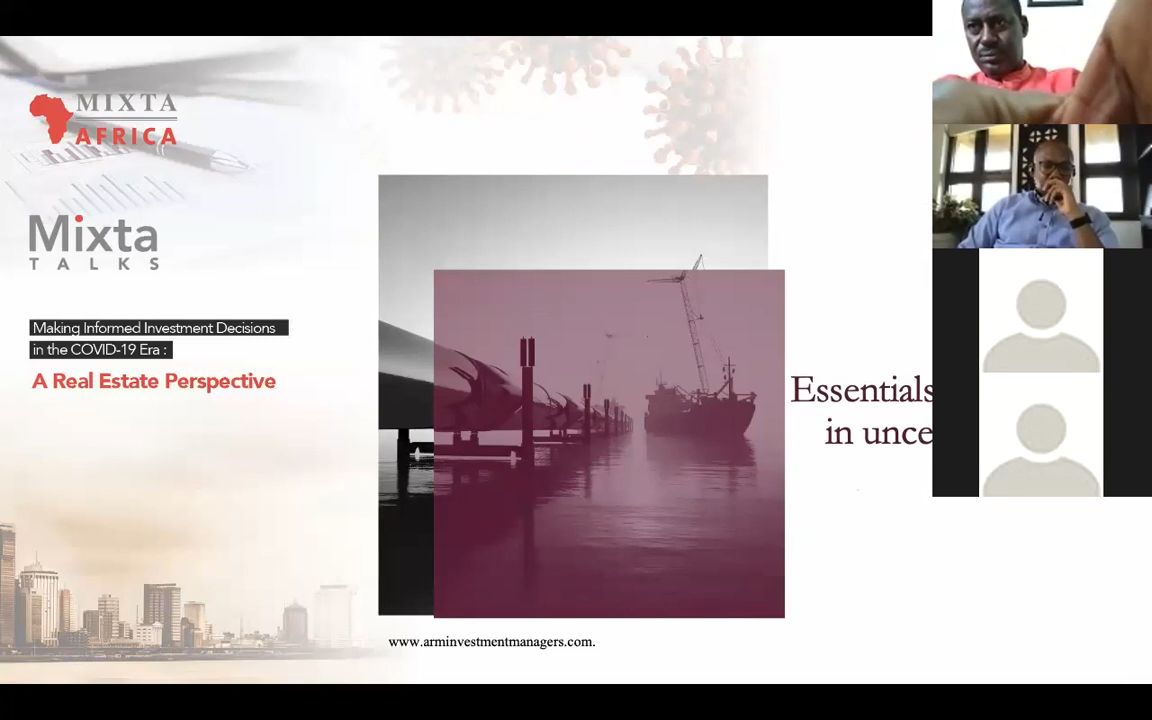 MIXTA
AFRICA
Mixta
TALKS
Making Informed Investment Decisions
in the COVID-19 Era :
A Real Estate Perspective
Essentials
in unce
www.arminvestmentmanagers.com.